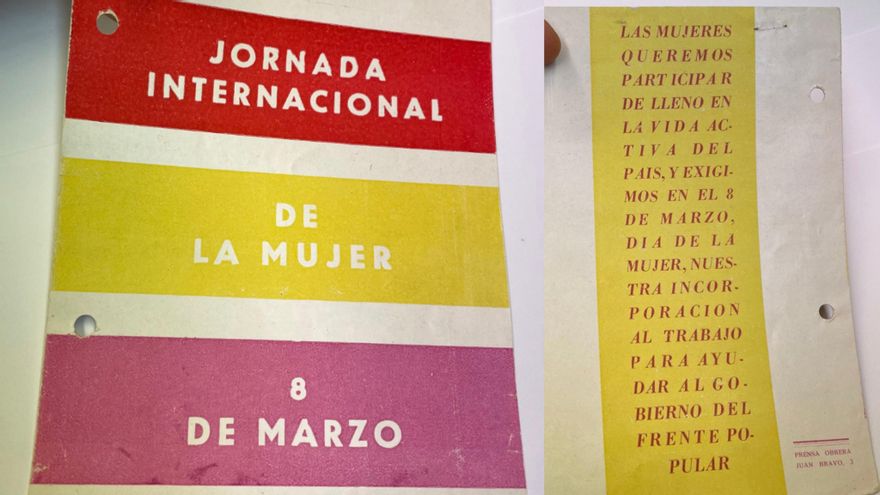 JORNADA
INTERNACIONAL
DE
LA MUJER
8
DE MARZO
LAS MUJERES
QUEREMOS
PARTICIPAR
DE LLENO EN
LA VIDA AC-
TIVA DEL
PAIS, Y EXIGI-
MOS EN EL 8
DE MARZO,
DIA DE LA
MUJER, NUES-
TRA INCOR-
PORACION
AL TRABAJO
PARA AYU-
DAR AL GO-
BIERNO DEL
FRENTE PO-
PULAR
PRENSA OBRERA
JUAN BRAVO, 3